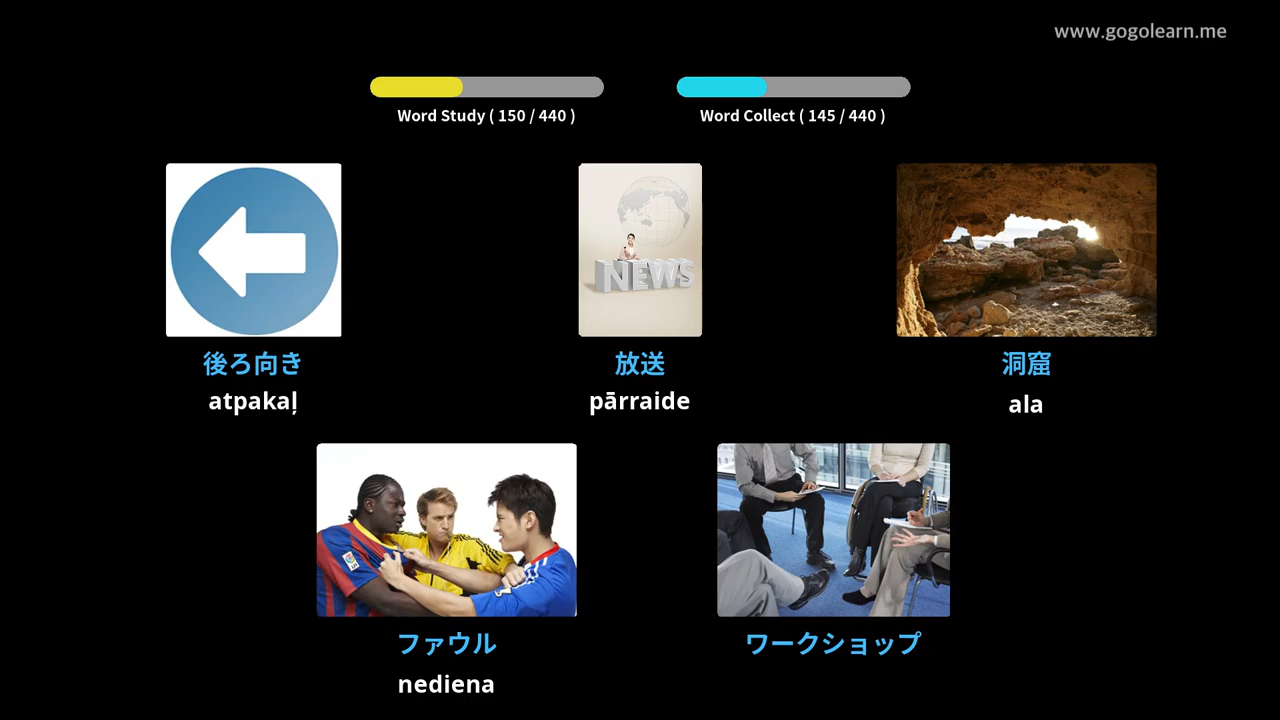 www.gogolearn.me
Word Study ( 150 / 440 )
Word Collect ( 145 / 440 )
NEWS
後ろ向き
atpakaļ
放送
pārraide
洞窟
ala
ファウル
nediena
ワークショップ